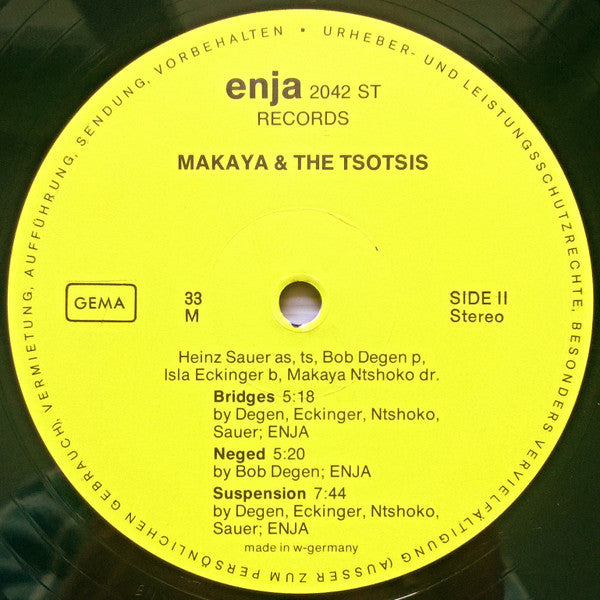 URHEBER- UND LEISTUNGSSCHUTZRECHTE, BESONDERS VERVIELFÄLTIGUNG (AUSSER ZUM PERSÖNLICHEN GEBRAUCH), VERMIETUNG, AUFFÜHRUNG, SENDUNG, VORBEHALTEN •
enja 2042 ST
RECORDS
MAKAYA & THE TSOTSIS
GEMA
33
M
SIDE II
Stereo
Heinz Sauer as, ts, Bob Degen p,
Isla Eckinger b, Makaya Ntshoko dr.
Bridges 5:18
by Degen, Eckinger, Ntshoko,
Sauer; ENJA
Neged 5:20
by Bob Degen; ENJA
Suspension 7:44
by Degen, Eckinger, Ntshoko,
Sauer; ENJA
made in w-germany